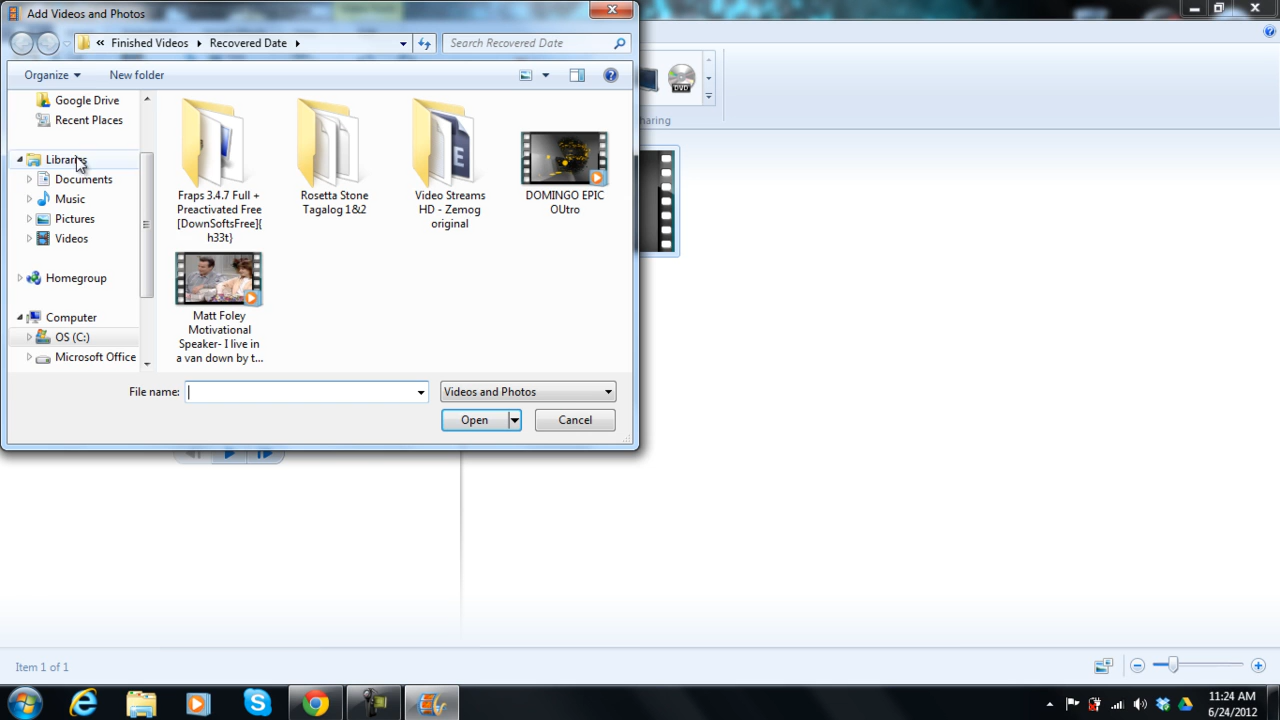 Add Videos and Photos
« Finished Videos Recovered Date
Search Recovered Date
Organize
New folder
Google Drive
Recent Places
Libraries
Documents
Music
Pictures
Videos
Homegroup
Computer
OS (C:)
Microsoft Office
Fraps 3.4.7 Full +
Preactivated Free
[DownSoftsFree]{
h33t}
Rosetta Stone
Tagalog 1&2
Video Streams
HD - Zemog
original
DOMINGO EPIC
OUtro
Matt Foley
Motivational
Speaker- I live in
a van down by t...
File name:
Videos and Photos
Open
Cancel
DVD
haring
Item 1 of 1
11:24 AM
6/24/2012